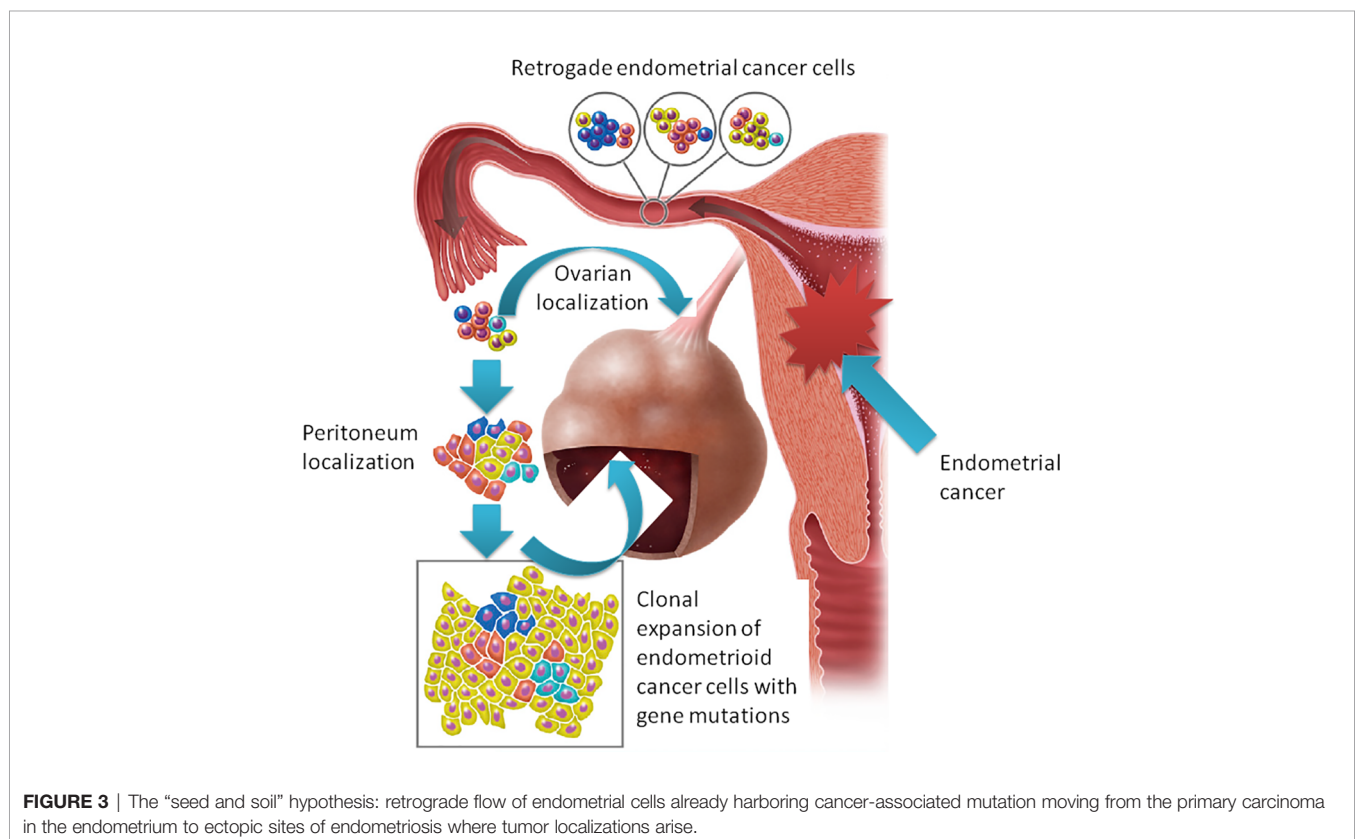 Retrogade endometrial cancer cells
Ovarian
localization
Peritoneum
localization
Endometrial
cancer
Clonal
expansion of
endometrioid
cancer cells with
gene mutations
FIGURE 3 | The “seed and soil” hypothesis: retrograde flow of endometrial cells already harboring cancer-associated mutation moving from the primary carcinoma
in the endometrium to ectopic sites of endometriosis where tumor localizations arise.